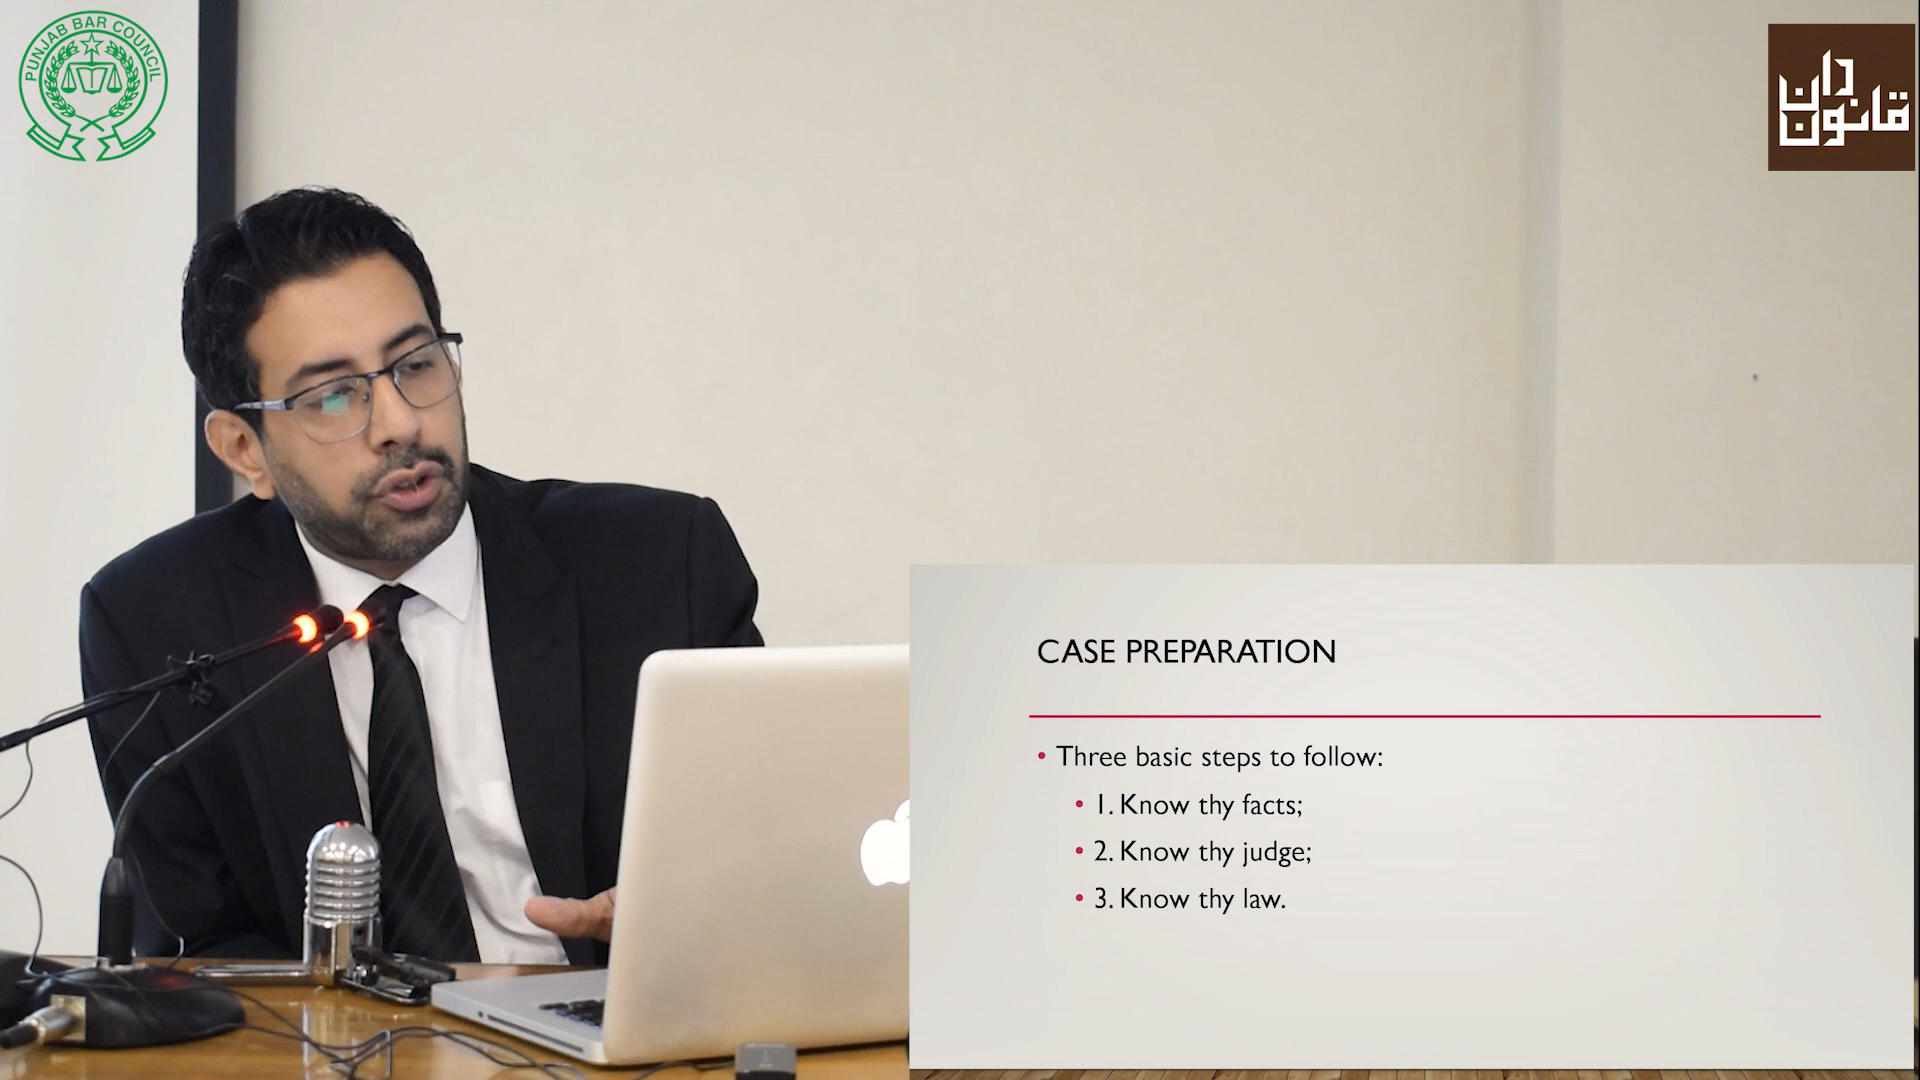 PUNJAB BAR COUNCIL
قانون
دان
CASE PREPARATION
• Three basic steps to follow:
• 1. Know thy facts;
• 2. Know thy judge;
• 3. Know thy law.